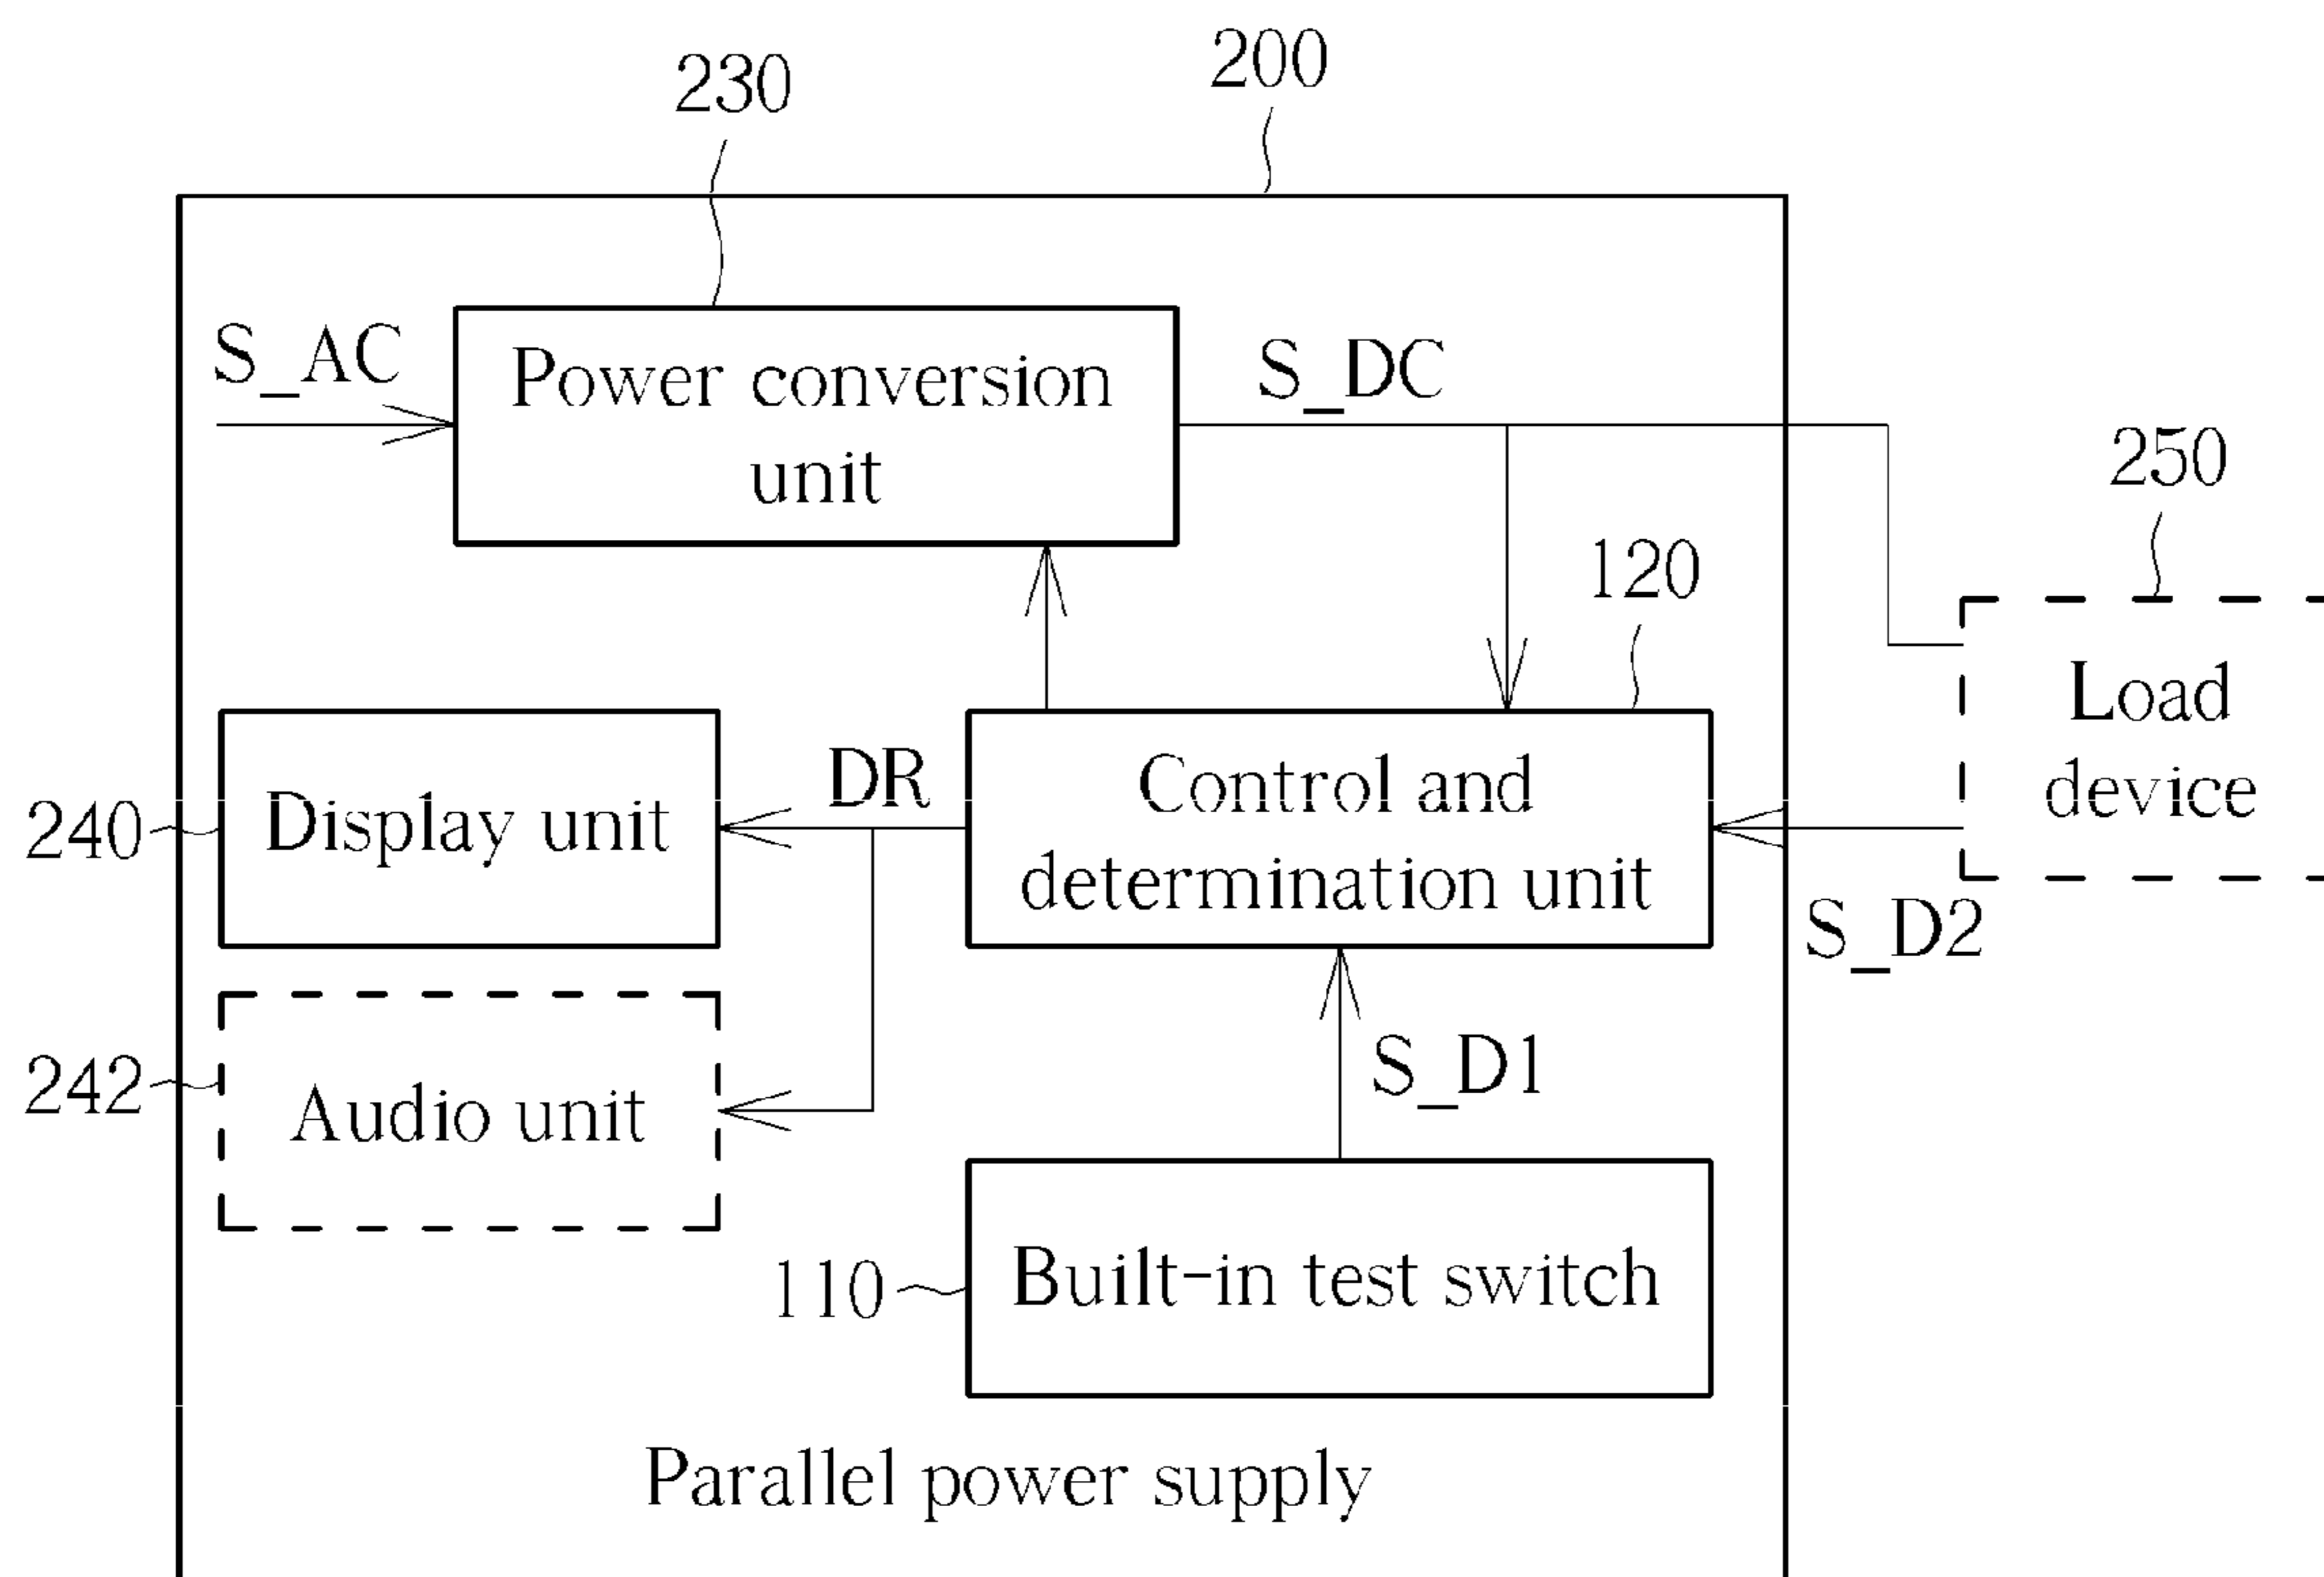 200
230
S_AC
Power conversion
unit
S_DC
250
120
Load
device
DR
Control and
determination unit
240
Display unit
S_D2
242
Audio unit
S_D1
110
Built-in test switch
Parallel power supply